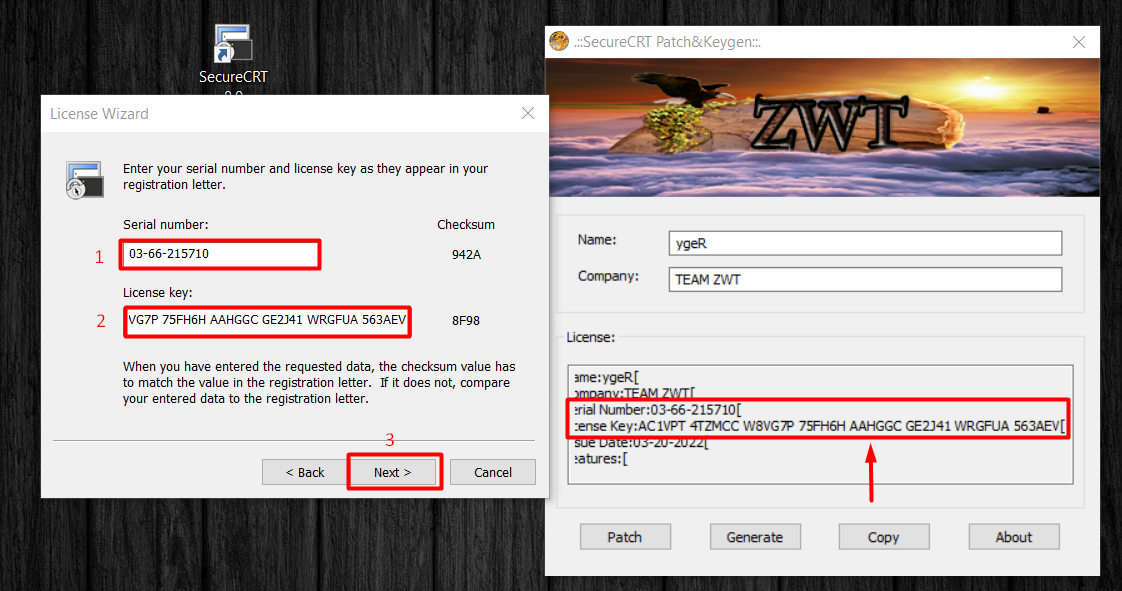 SecureCRT
.::SecureCRT Patch&Keygen::.
License Wizard
ZWT
Enter your serial number and license key as they appear in your
registration letter.
Serial number:
Checksum
1
03-66-215710
942A
License key:
2
VG7P 75FH6H AAHGGC GE2J41 WRGFUA 563AEV
8F98
When you have entered the requested data, the checksum value has
to match the value in the registration letter. If it does not, compare
your entered data to the registration letter.
3
< Back
Next >
Cancel
Name:
ygeR
Company:
TEAM ZWT
License:
ame:ygeR[
ompany:TEAM ZWT[
erial Number:03-66-215710[
cense Key:AC1VPT 4TZMCC W8VG7P 75FH6H AAHGGC GE2J41 WRGFUA 563AEV[
sue Date:03-20-2022[
eatures:[
Patch
Generate
Copy
About